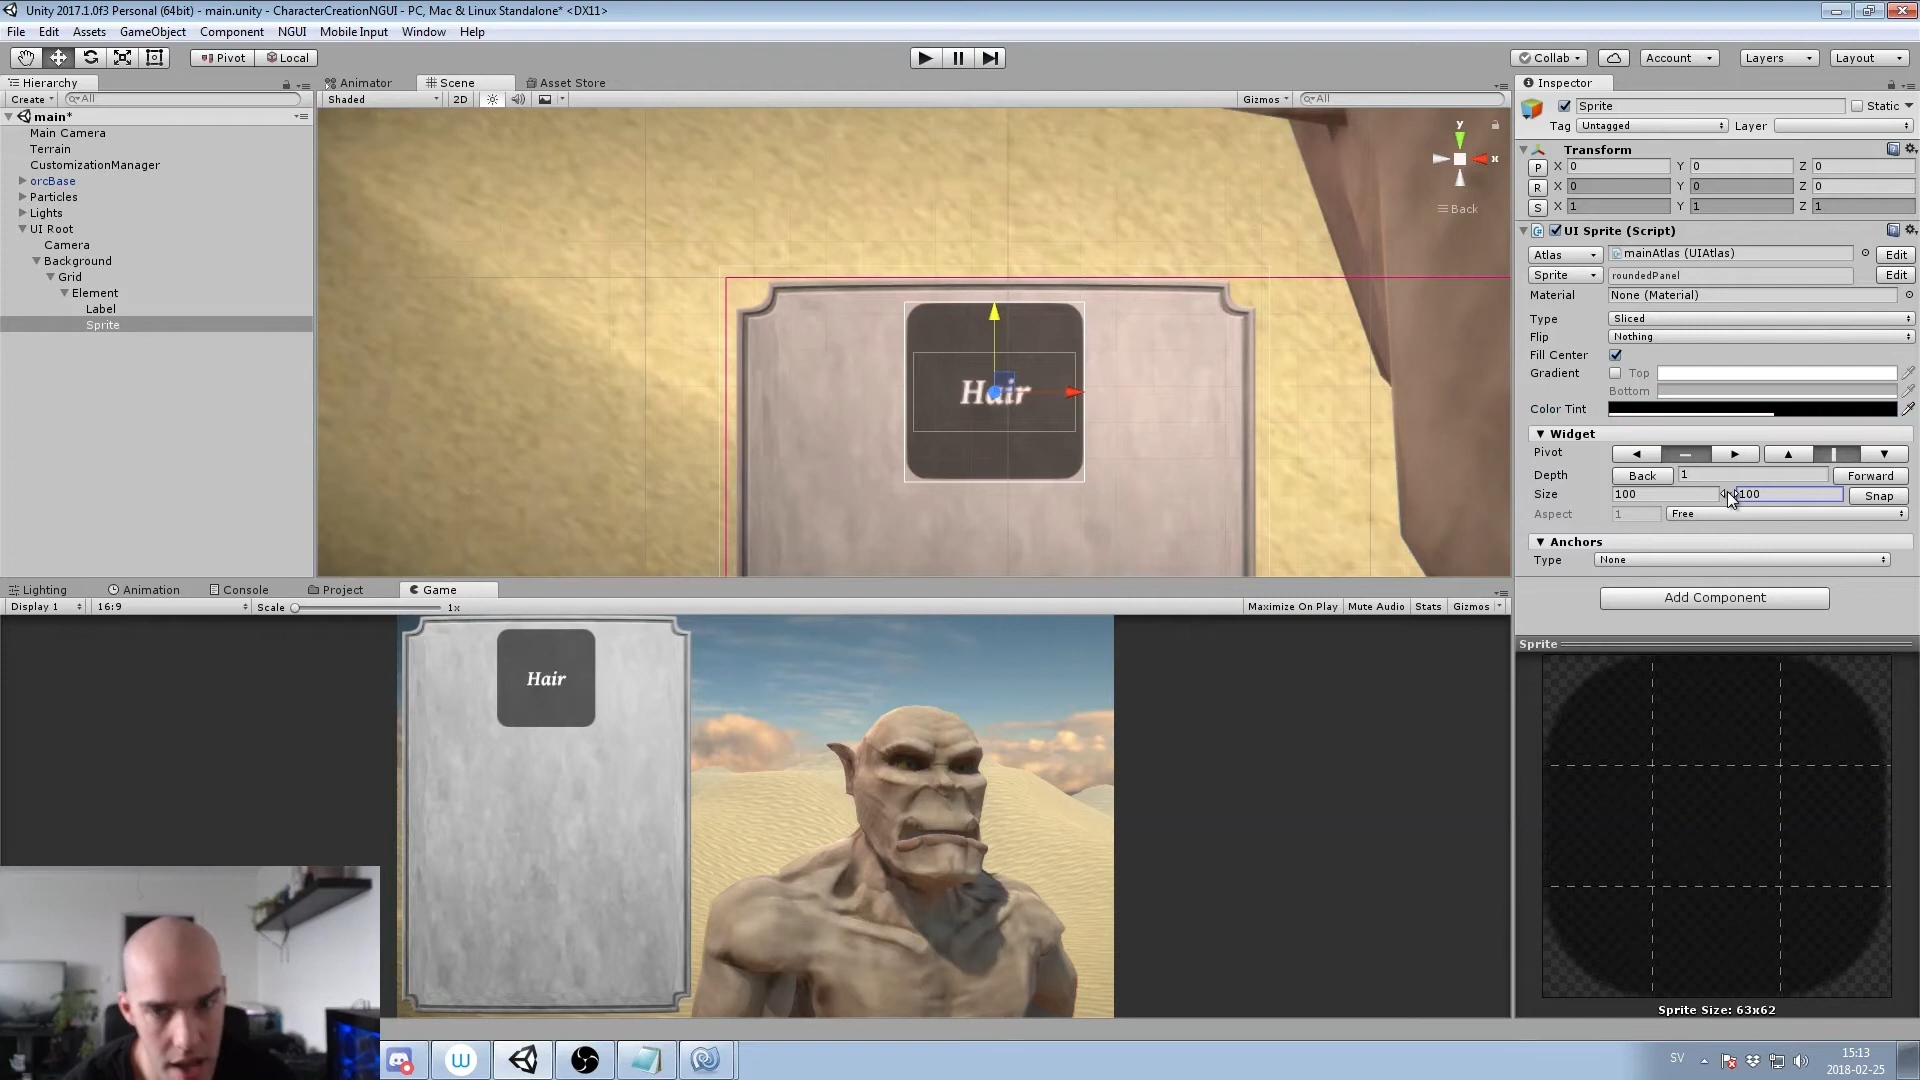 Unity 2017.1.0f3 Personal (64bit) - main.unity - CharacterCreationNGUI - PC, Mac & Linux Standalone* <DX11>
File Edit Assets GameObject Component NGUI Mobile Input Window Help
Pivot Local Collab Account Layers Layout
Hierarchy Animator Scene Asset Store Inspector
Create All Shaded 2D Gizmos All Sprite Static
main*
Tag Untagged Layer
Main Camera
Terrain
CustomizationManager
orcBase
Particles
Lights
UI Root
Camera
Background
Grid
Element
Label
Sprite
y
x
Back
Hair
Transform
P X 0 Y 0 Z 0
R X 0 Y 0 Z 0
S X 1 Y 1 Z 1
UI Sprite (Script)
Atlas mainAtlas (UIAtlas) Edit
Sprite roundedPanel Edit
Material None (Material)
Type Sliced
Flip Nothing
Fill Center
Gradient Top
Bottom
Color Tint
Widget
Pivot
Depth Back 1 Forward
Size 100 100 Snap
Aspect 1 Free
Anchors
Type None
Add Component
Lighting Animation Console Project Game
Display 1 16:9 Scale 1x Maximize On Play Mute Audio Stats Gizmos
Hair
Sprite
Sprite Size: 63x62
SV 15:13
2018-02-25